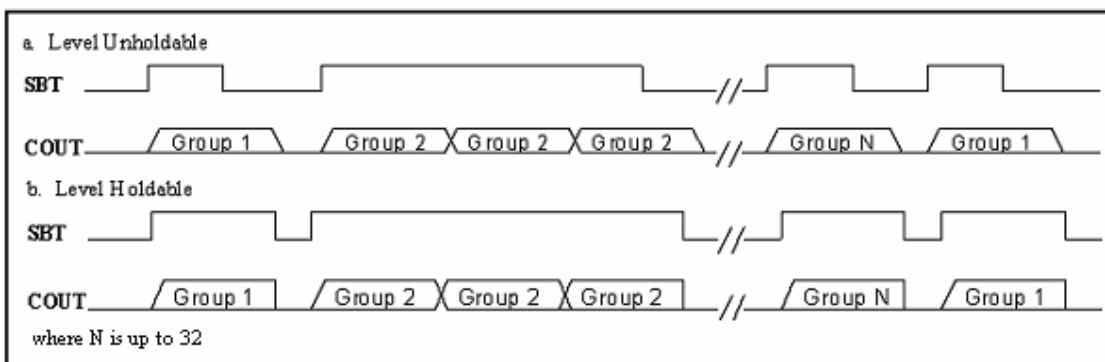 a. Level Unholdable
SBT
COUT Group 1 Group 2 Group 2 Group 2 Group N Group 1
b. Level Holdable
SBT
COUT Group 1 Group 2 Group 2 Group 2 Group N Group 1
where N is up to 32